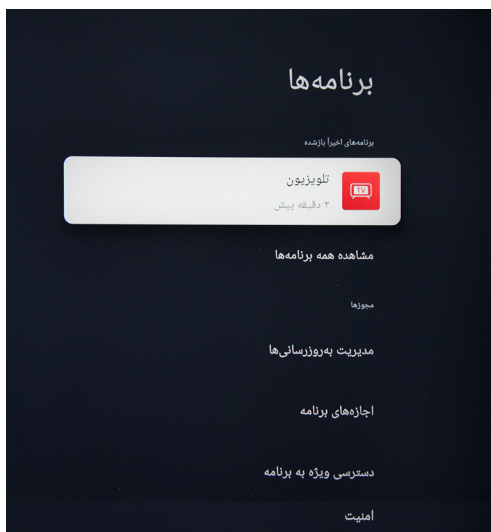 برنامه‌ها
برنامه‌های اخیراً بازشده
تلویزیون
TV
۲ دقیقه پیش
مشاهده همه برنامه‌ها
مجوزها
مدیریت به‌روزرسانی‌ها
اجازه‌های برنامه
دسترسی ویژه به برنامه
امنیت